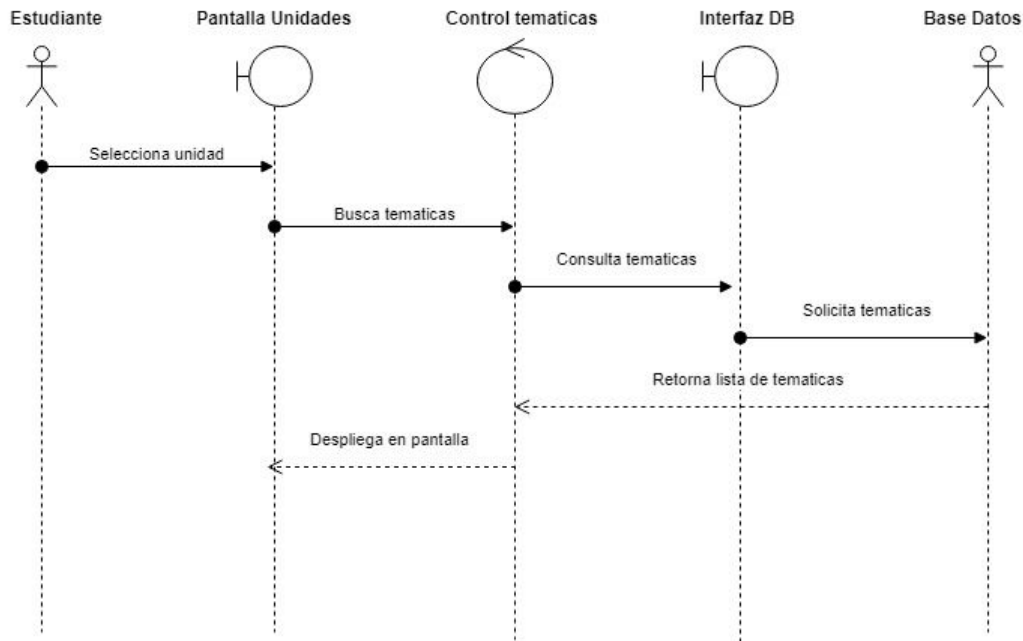 Estudiante
Pantalla Unidades
Control tematicas
Interfaz DB
Base Datos
Selecciona unidad
Busca tematicas
Consulta tematicas
Solicita tematicas
Retorna lista de tematicas
Despliega en pantalla